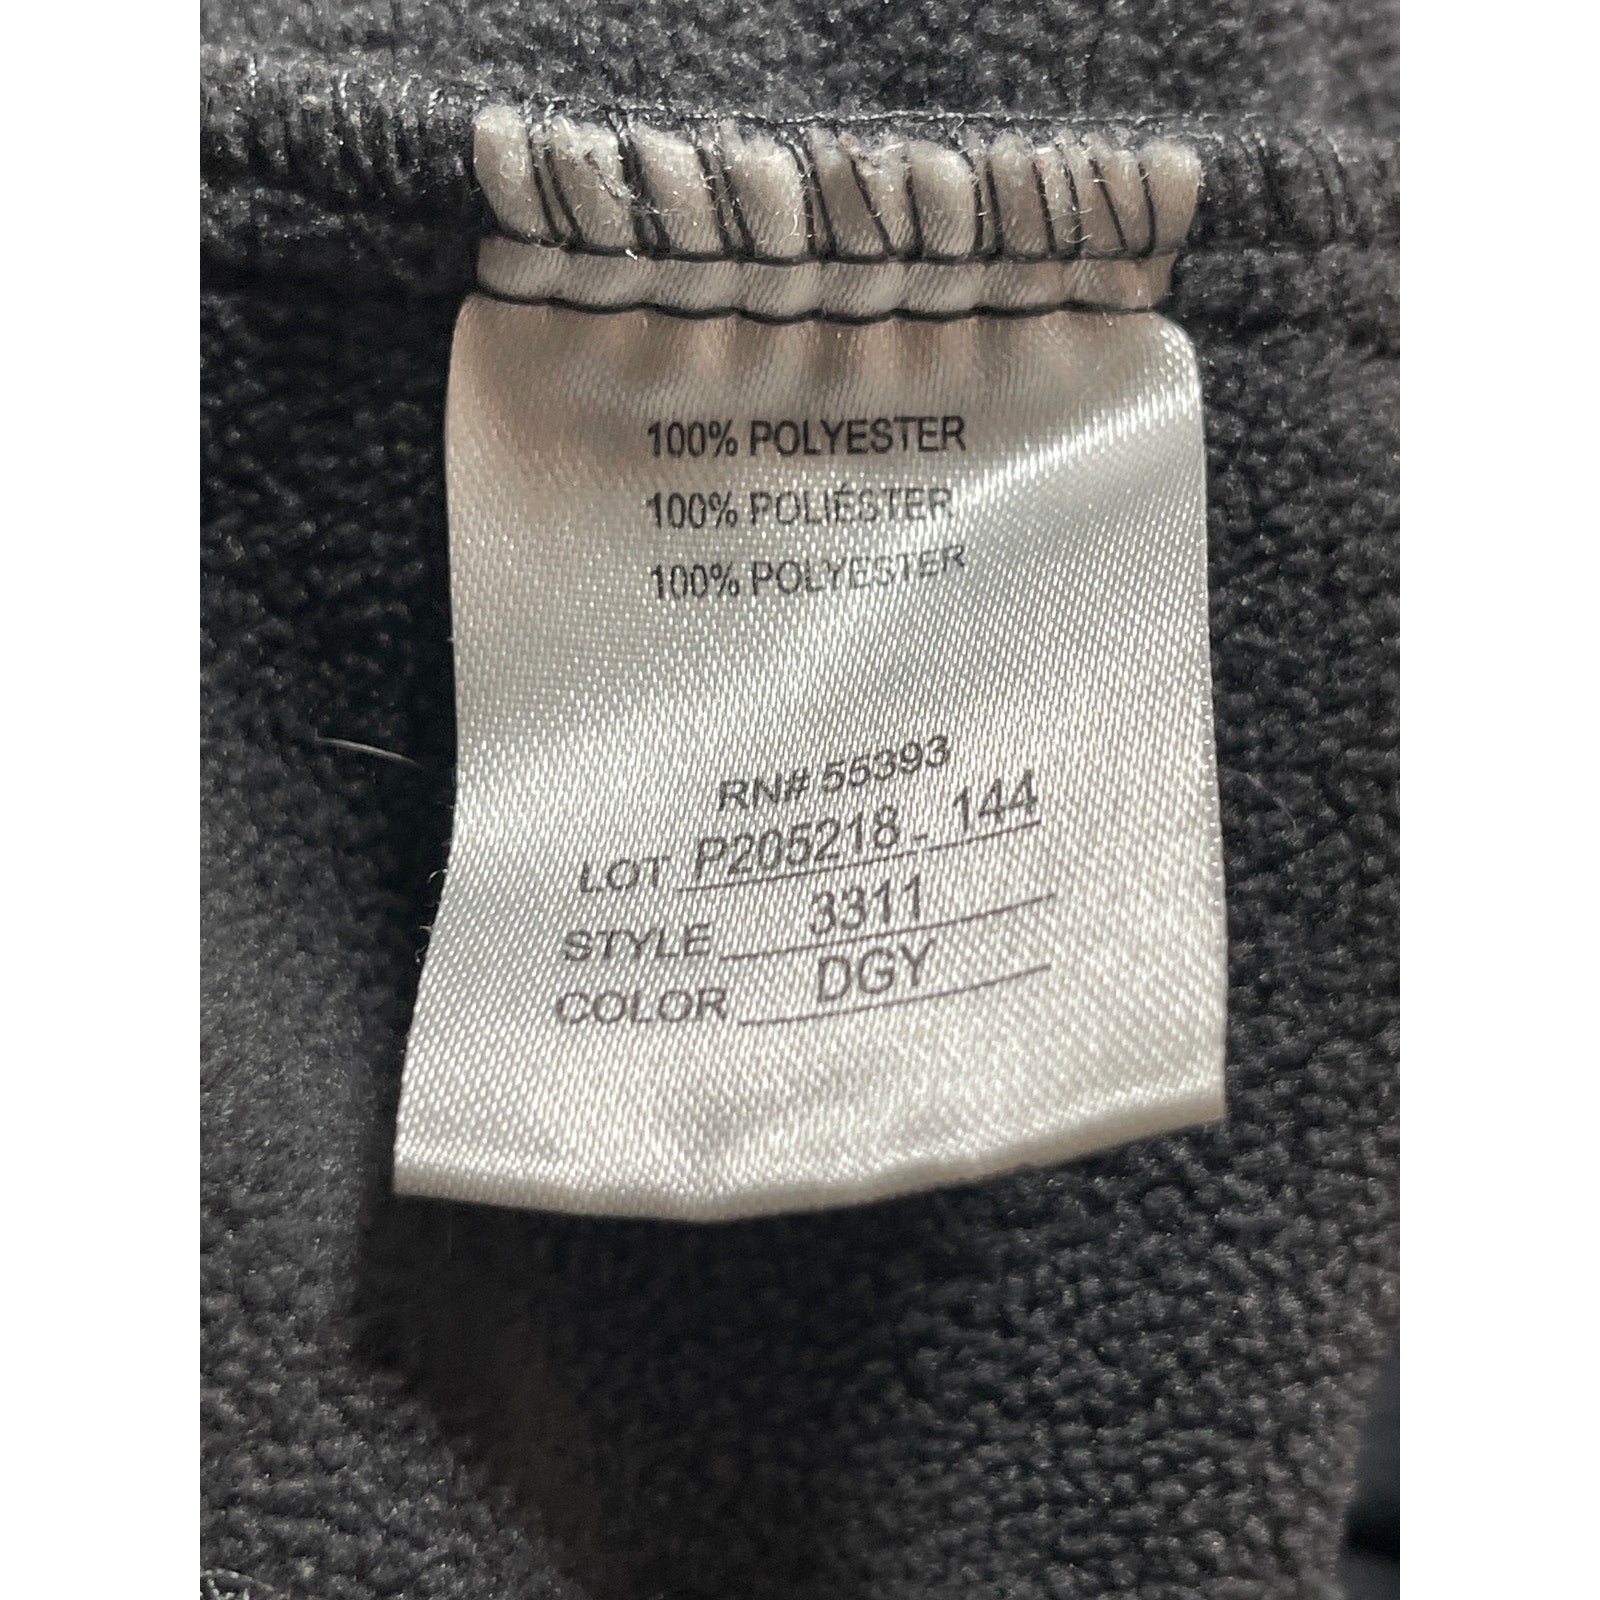 100% POLYESTER
100% POLIÉSTER
100% POLYESTER
RN# 55393
LOT P205218 - 144
STYLE 3311
COLOR DGY